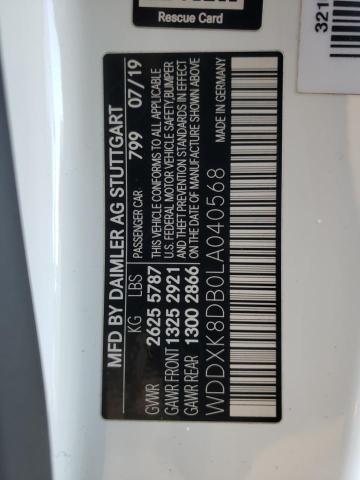 Rescue Card
321
MFD BY DAIMLER AG STUTTGART
KG LBS PASSENGER CAR 799 07/19
GVWR 2625 5787 THIS VEHICLE CONFORMS TO ALL APPLICABLE
GAWR FRONT 1325 2921 U.S. FEDERAL MOTOR VEHICLE SAFETY,BUMPER
AND THEFT PREVENTION STANDARDS IN EFFECT
GAWR REAR 1300 2866 ON THE DATE OF MANUFACTURE SHOWN ABOVE
WDDXK8DB0LA040568 MADE IN GERMANY